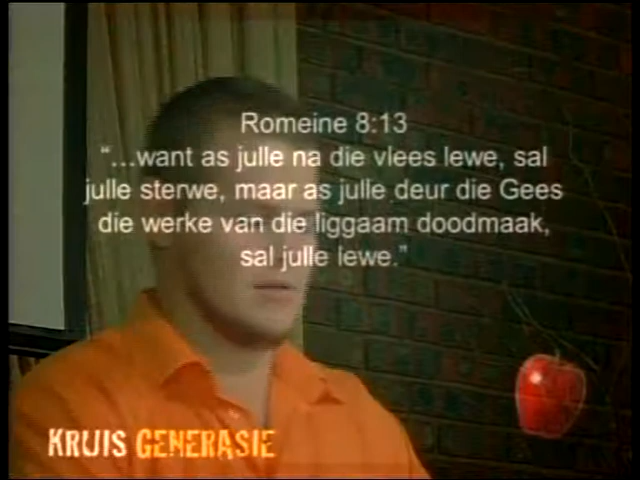 Romeine 8:13
“...want as julle na die vlees lewe, sal
julle sterwe, maar as julle deur die Gees
die werke van die liggaam doodmaak,
sal julle lewe.”
KRUIS GENERASIE